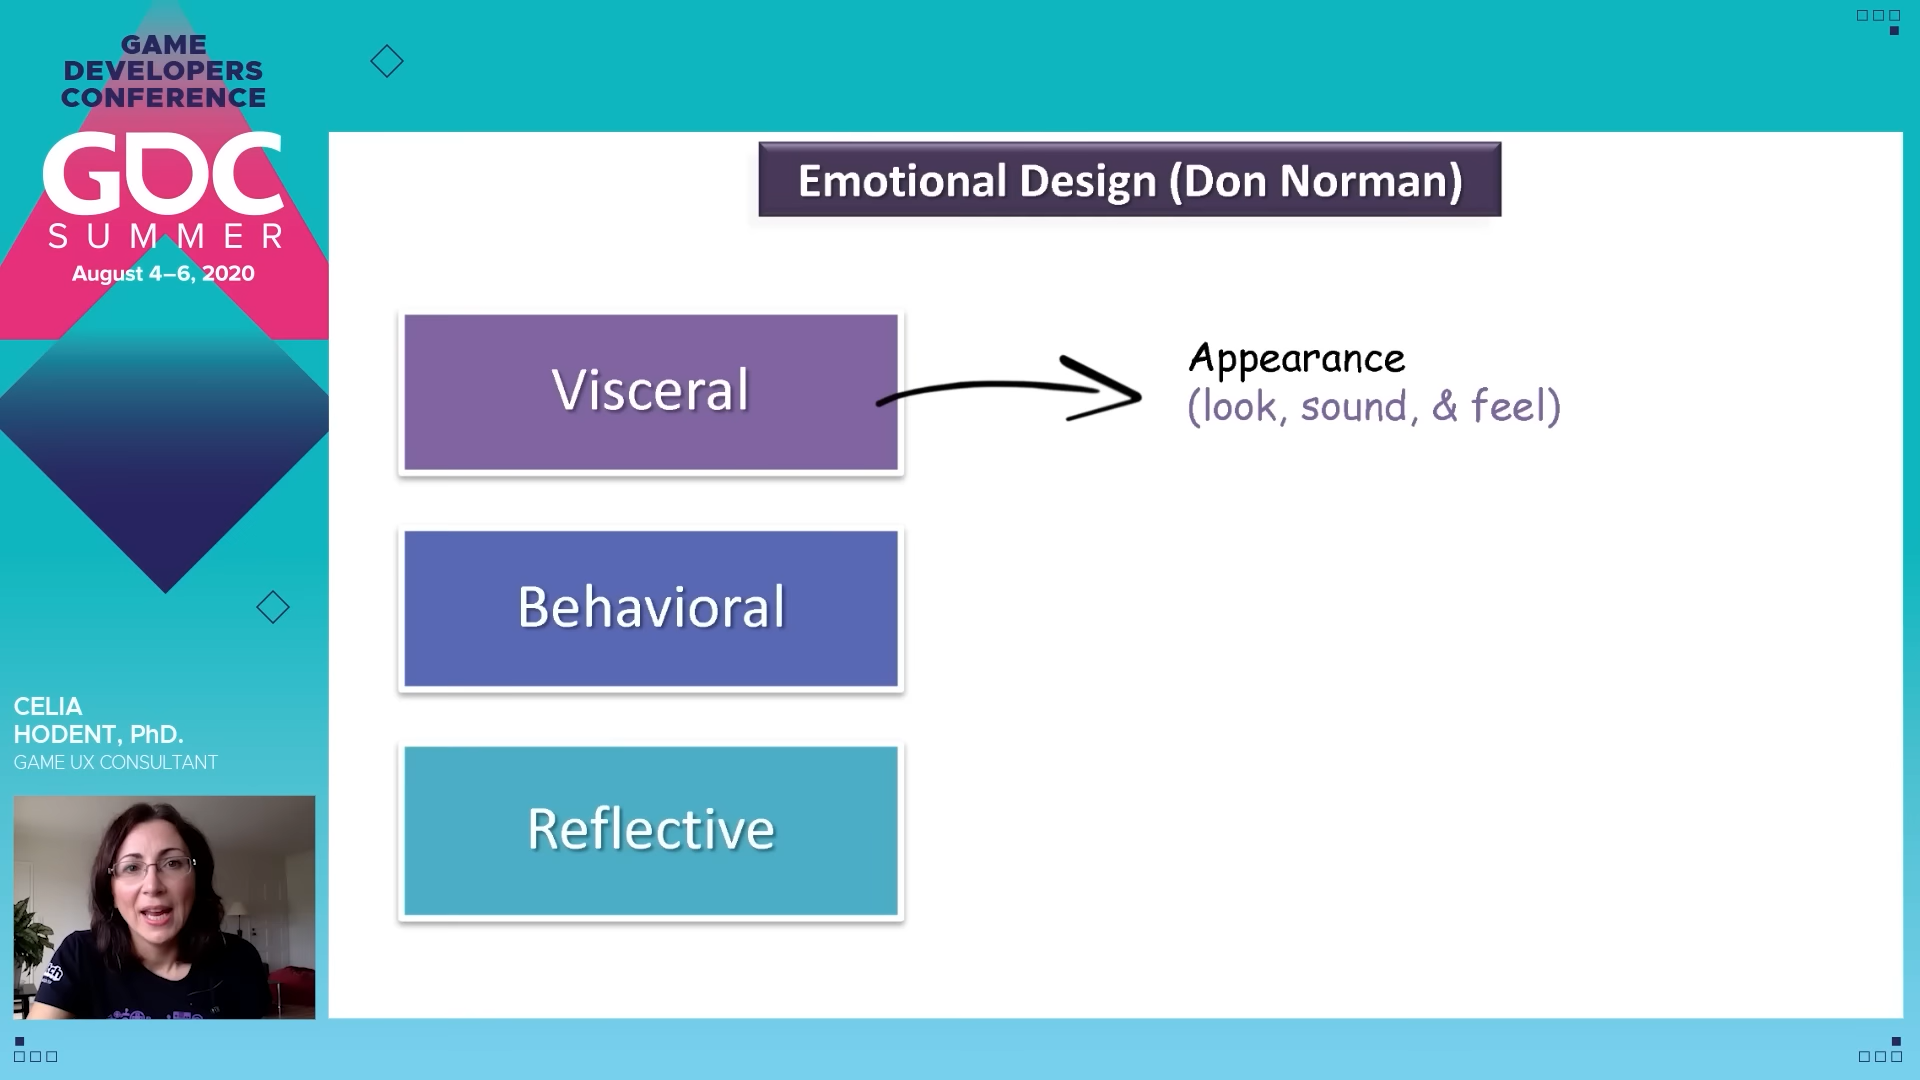 GAME
DEVELOPERS
CONFERENCE
GDC
SUMMER
August 4–6, 2020
CELIA
HODENT, PhD.
GAME UX CONSULTANT
Emotional Design (Don Norman)
Visceral
Appearance
(look, sound, & feel)
Behavioral
Reflective